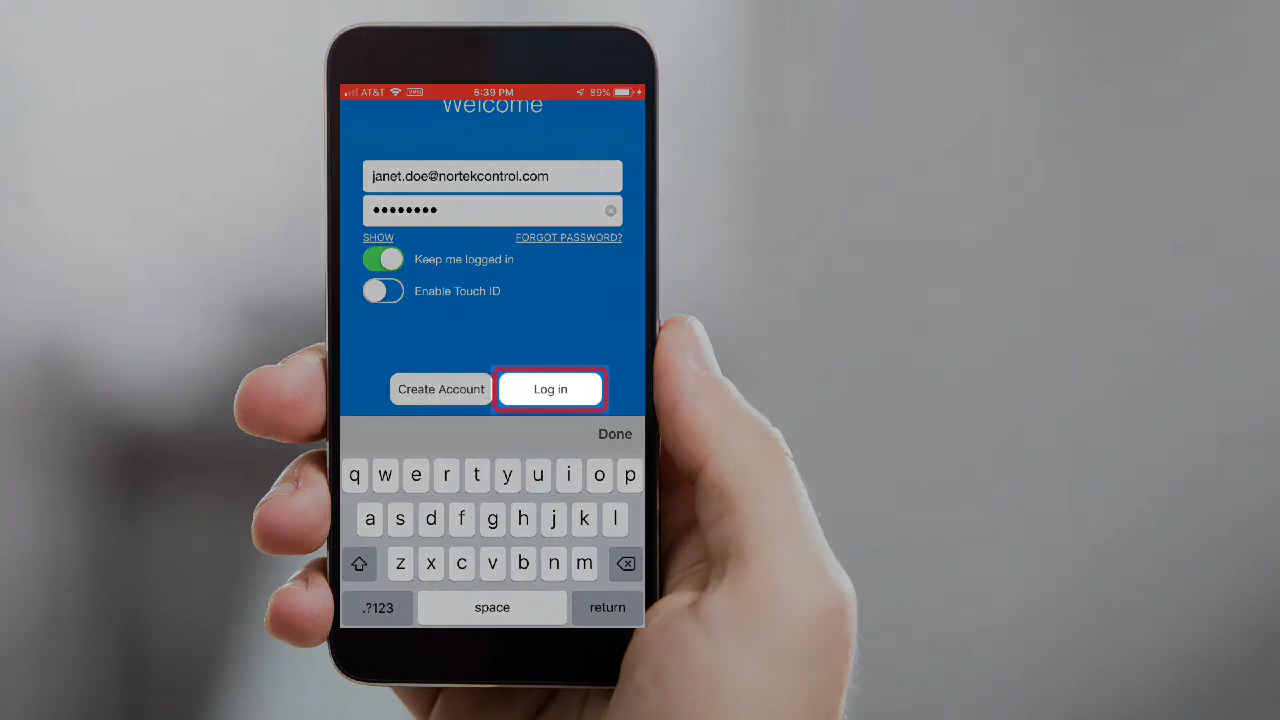 AT&T VPN 5:39 PM 89%
Welcome
janet.doe@nortekcontrol.com
SHOW FORGOT PASSWORD?
Keep me logged in
Enable Touch ID
Create Account Log in
Done
q w e r t y u i o p
a s d f g h j k l
z x c v b n m
.?123 space return